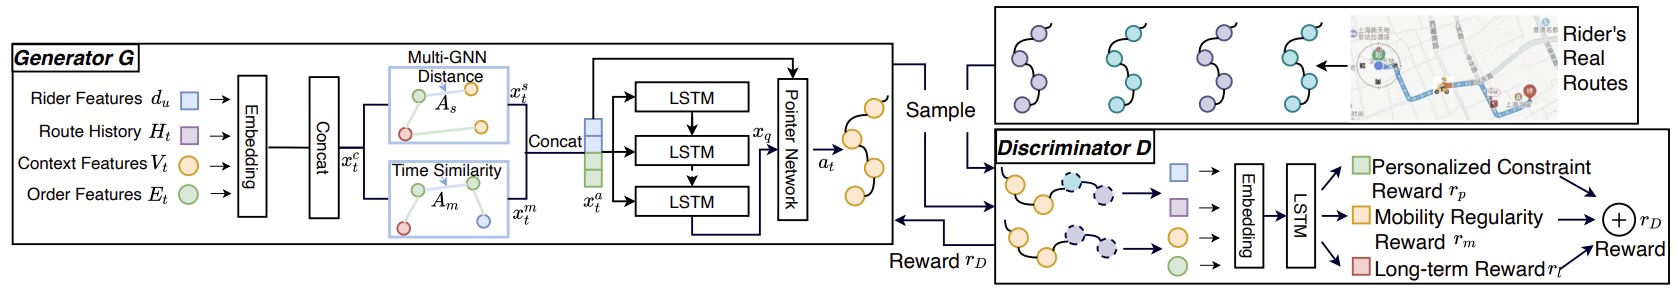 Generator G
Rider Features d_u
Route History H_t
Context Features V_t
Order Features E_t
Embedding
Concat
x_t^c
Multi-GNN
Distance
A_s
x_t^s
Time Similarity
A_m
x_t^m
Concat
x_t^a
LSTM
LSTM
LSTM
x_q
Pointer Network
a_t
Sample
Reward r_D
Rider's
Real
Routes
Discriminator D
Embedding
LSTM
Personalized Constraint
Reward r_p
Mobility Regularity
Reward r_m
Long-term Reward r_l
+ r_D
Reward